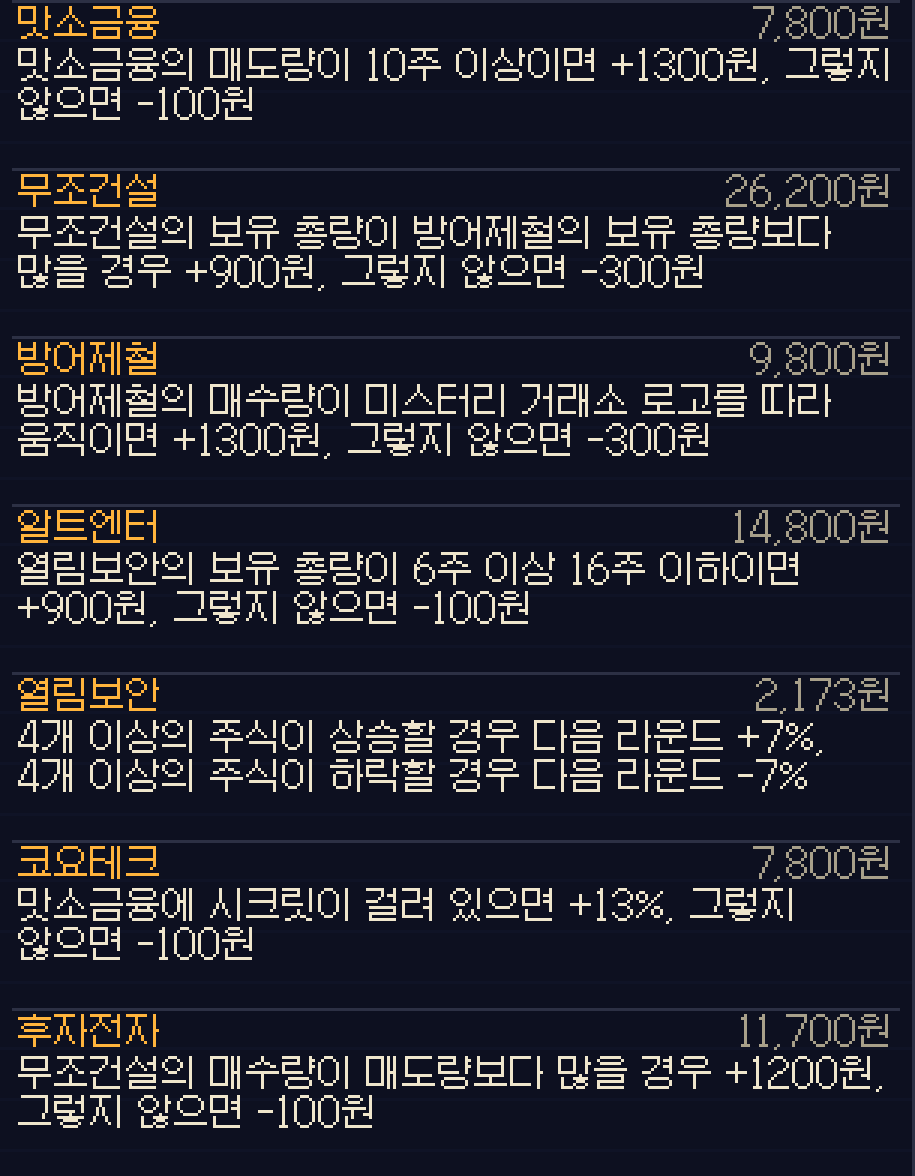 맛소금융 7,800원
맛소금융의 매도량이 10주 이상이면 +1300원, 그렇지
않으면 -100원
무조건설 26,200원
무조건설의 보유 총량이 방어제철의 보유 총량보다
많을 경우 +900원, 그렇지 않으면 -300원
방어제철 9,800원
방어제철의 매수량이 미스터리 거래소 로고를 따라
움직이면 +1300원, 그렇지 않으면 -300원
알트엔터 14,800원
열림보안의 보유 총량이 6주 이상 16주 이하이면
+900원, 그렇지 않으면 -100원
열림보안 2,173원
4개 이상의 주식이 상승할 경우 다음 라운드 +7%,
4개 이상의 주식이 하락할 경우 다음 라운드 -7%
코요테크 7,800원
맛소금융에 시크릿이 걸려 있으면 +13%, 그렇지
않으면 -100원
후자전자 11,700원
무조건설의 매수량이 매도량보다 많을 경우 +1200원,
그렇지 않으면 -100원